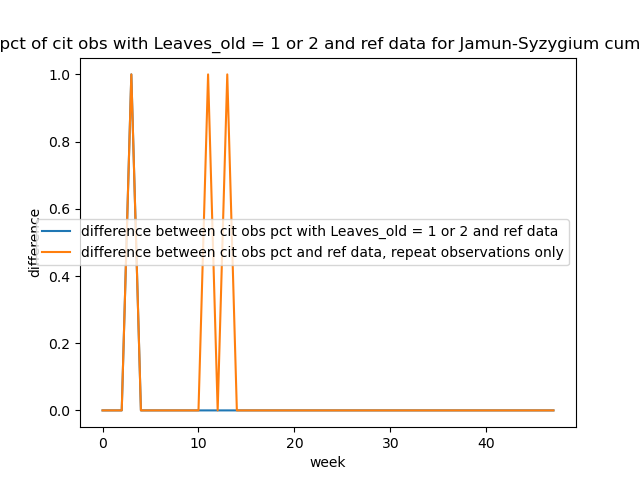 pct of cit obs with Leaves_old = 1 or 2 and ref data for Jamun-Syzygium cum
1.0
0.8
0.6
0.4
0.2
0.0
difference
difference between cit obs pct with Leaves_old = 1 or 2 and ref data
difference between cit obs pct and ref data, repeat observations only
0 10 20 30 40
week